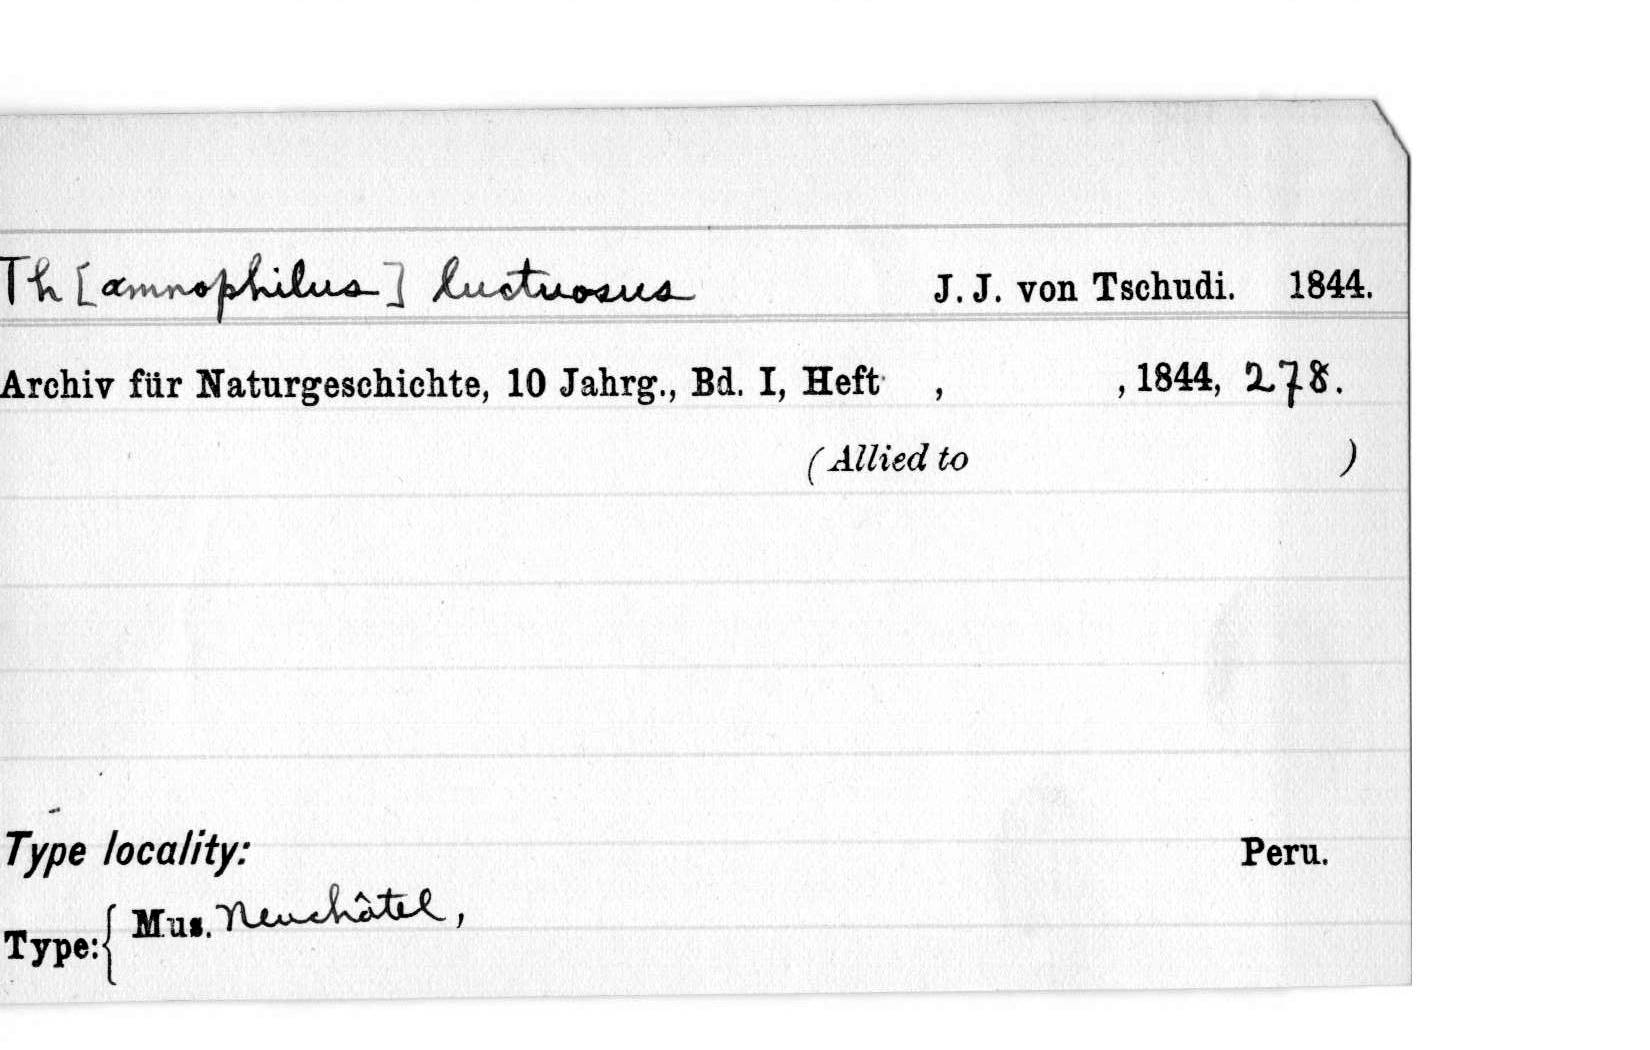 Th[amnophilus] luctuosus J. J. von Tschudi. 1844.
Archiv für Naturgeschichte, 10 Jahrg., Bd. I, Heft , , 1844, 278.
(Allied to )
Type locality: Peru.
Type: { Mus. Neuchâtel,